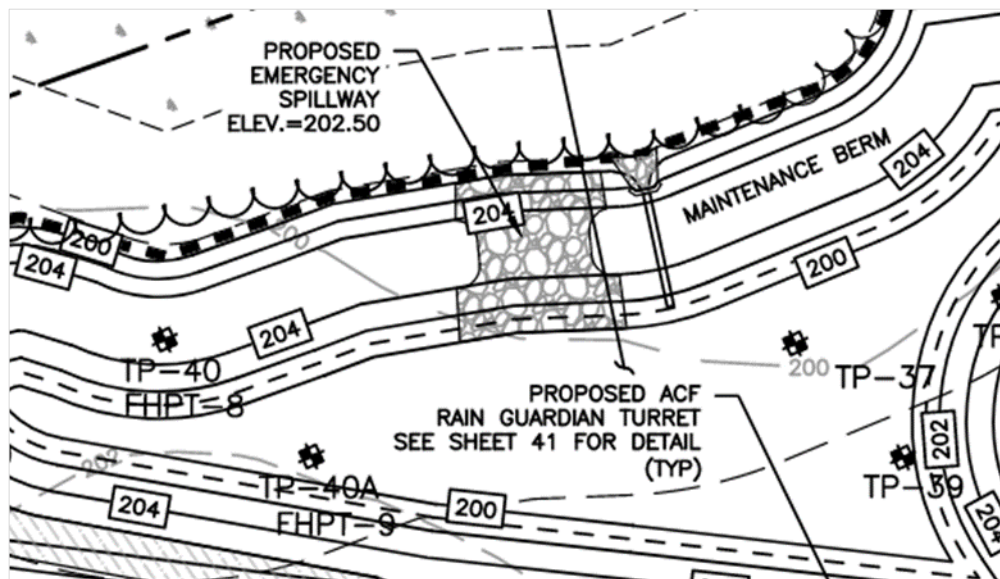 PROPOSED
EMERGENCY
SPILLWAY
ELEV.=202.50
MAINTENANCE BERM
204
204
200
204
200
204
200
TP-40
FHPT-8
200
TP-37
PROPOSED ACF
RAIN GUARDIAN TURRET
SEE SHEET 41 FOR DETAIL
(TYP)
202
TP-40A
FHPT-9
204
200
202
TP-39
204